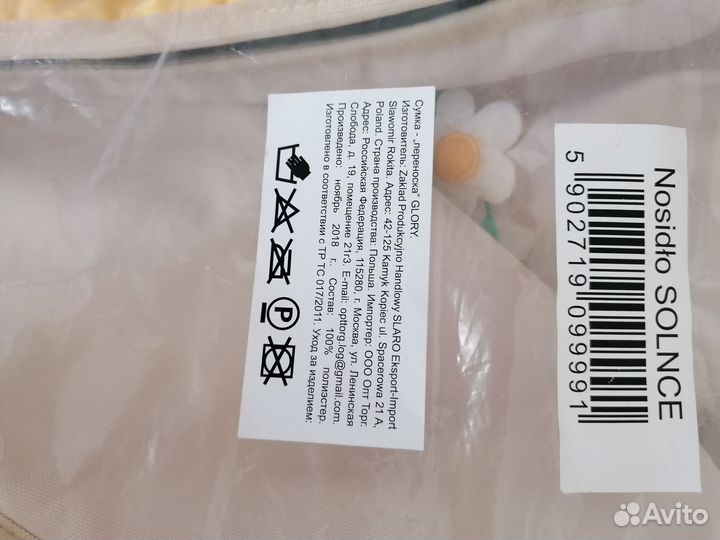 Сумка - „переноска" GLORY.
Изготовитель: Zaklad Produkcyjno Handlowy SLARO Eksport-Import
Slawomir Rokita. Адрес: 42-125 Kamyk Kopiec ul. Spacerowa 21 A,
Poland. Страна производства: Польша. Импортер: ООО Опт Торг.
Адрес: Российская Федерация, 115280, г. Москва, ул. Ленинская
Слобода, д. 19, помещение 21г3. E-mail: opttorg.log@gmail.com.
Произведено: ноябрь 2018 г. Состав: 100% полиэстер.
Изготовлено в соответствии с ТР ТС 017/2011. Уход за изделием:
P
Nosidło SOLNCE
5 902719 099991
Avito